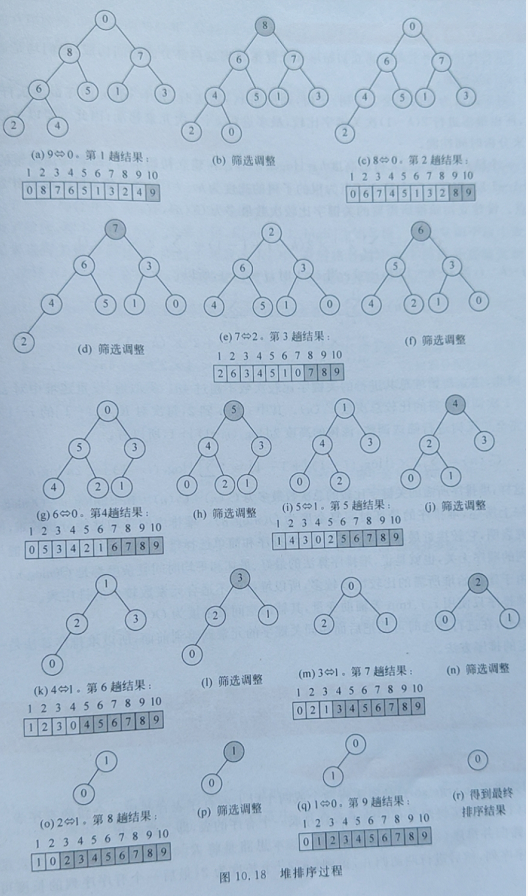 0
8 7
6 5 1 3
2 4
(a) 9⇔0，第1趟结果：
1 2 3 4 5 6 7 8 9 10
0 8 7 6 5 1 3 2 4 9
8
6 7
4 5 1 3
2 0
(b) 筛选调整
0
6 7
4 5 1 3
2
(c) 8⇔0，第2趟结果：
1 2 3 4 5 6 7 8 9 10
0 6 7 4 5 1 3 2 8 9
7
6 3
4 5 1 0
2
(d) 筛选调整
2
6 3
4 5 1 0
(e) 7⇔2，第3趟结果：
1 2 3 4 5 6 7 8 9 10
2 6 3 4 5 1 0 7 8 9
6
5 3
4 2 1 0
(f) 筛选调整
0
5 3
4 2 1
(g) 6⇔0，第4趟结果：
1 2 3 4 5 6 7 8 9 10
0 5 3 4 2 1 6 7 8 9
5
4 3
0 2 1
(h) 筛选调整
1
4 3
0 2
(i) 5⇔1，第5趟结果：
1 2 3 4 5 6 7 8 9 10
1 4 3 0 2 5 6 7 8 9
4
2 3
0 1
(j) 筛选调整
1
2 3
0
(k) 4⇔1，第6趟结果：
1 2 3 4 5 6 7 8 9 10
1 2 3 0 4 5 6 7 8 9
3
2 1
0
(l) 筛选调整
0
2 1
(m) 3⇔1，第7趟结果：
1 2 3 4 5 6 7 8 9 10
0 2 1 3 4 5 6 7 8 9
2
0 1
(n) 筛选调整
1
0
(o) 2⇔1，第8趟结果：
1 2 3 4 5 6 7 8 9 10
1 0 2 3 4 5 6 7 8 9
1
0
(p) 筛选调整
0
1
(q) 1⇔0，第9趟结果：
1 2 3 4 5 6 7 8 9 10
0 1 2 3 4 5 6 7 8 9
0
(r) 得到最终
排序结果
图 10.18 堆排序过程